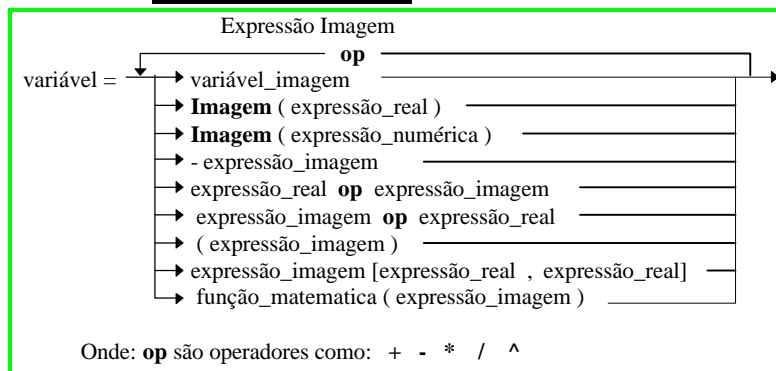 Expressão Imagem
op
variável =
variável_imagem
Imagem ( expressão_real )
Imagem ( expressão_numérica )
- expressão_imagem
expressão_real op expressão_imagem
expressão_imagem op expressão_real
( expressão_imagem )
expressão_imagem [expressão_real , expressão_real]
função_matematica ( expressão_imagem )
Onde: op são operadores como: + - * / ^